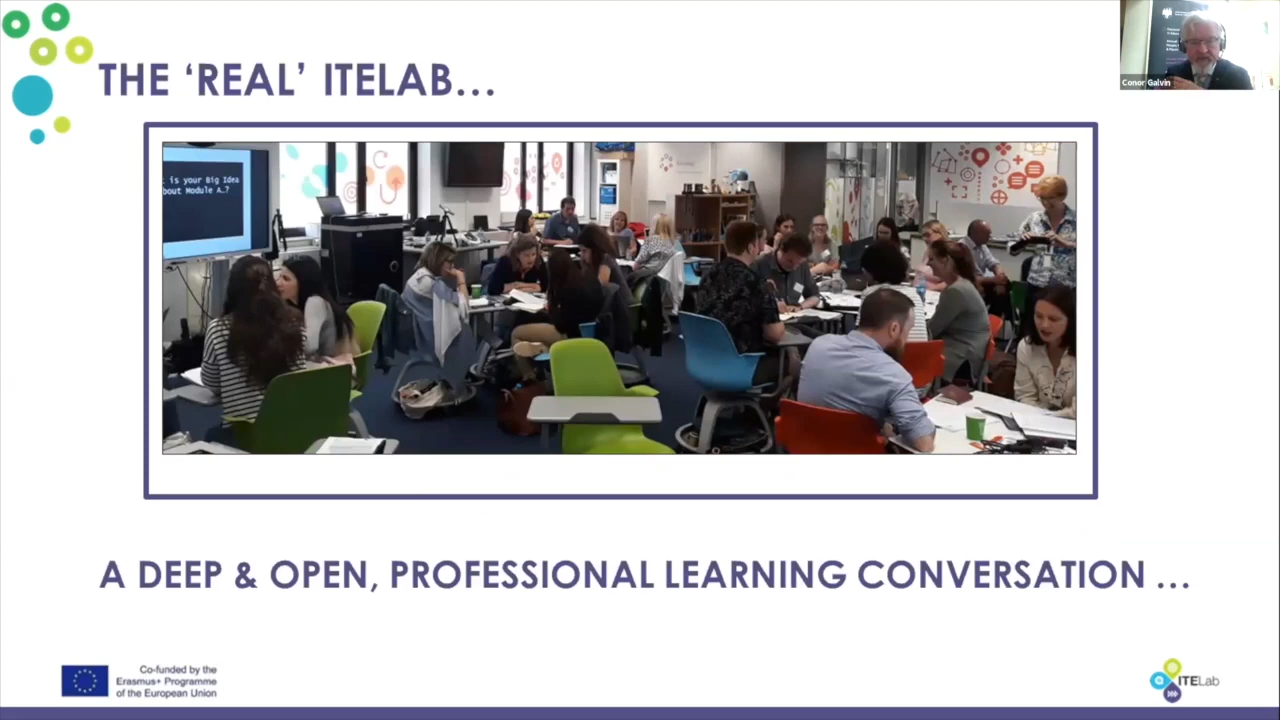 THE ‘REAL’ ITELAB…
Conor Galvin
is your Big Idea
bout Module A..?
A DEEP & OPEN, PROFESSIONAL LEARNING CONVERSATION …
Co-funded by the
Erasmus+ Programme
of the European Union
ITELab